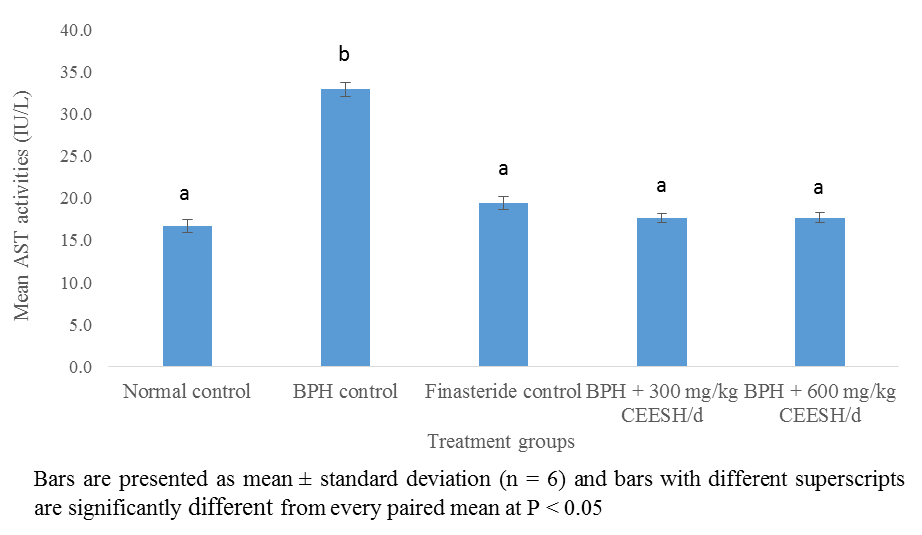 40.0
35.0
30.0
25.0
20.0
15.0
10.0
5.0
0.0
Mean AST activities (IU/L)
a
b
a
a
a
Normal control
BPH control
Finasteride control
BPH + 300 mg/kg
CEESH/d
BPH + 600 mg/kg
CEESH/d
Treatment groups
Bars are presented as mean ± standard deviation (n = 6) and bars with different superscripts
are significantly different from every paired mean at P < 0.05